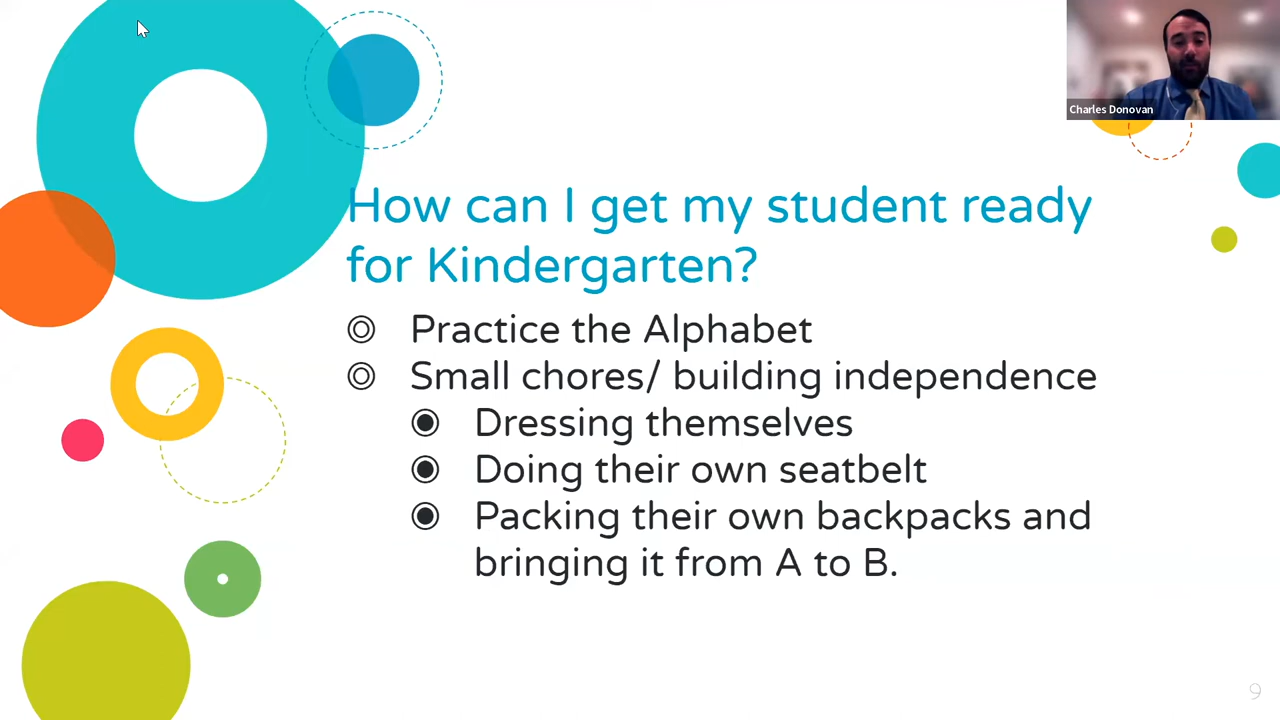 Charles Donovan
How can I get my student ready
for Kindergarten?
Practice the Alphabet
Small chores/ building independence
Dressing themselves
Doing their own seatbelt
Packing their own backpacks and
bringing it from A to B.
9